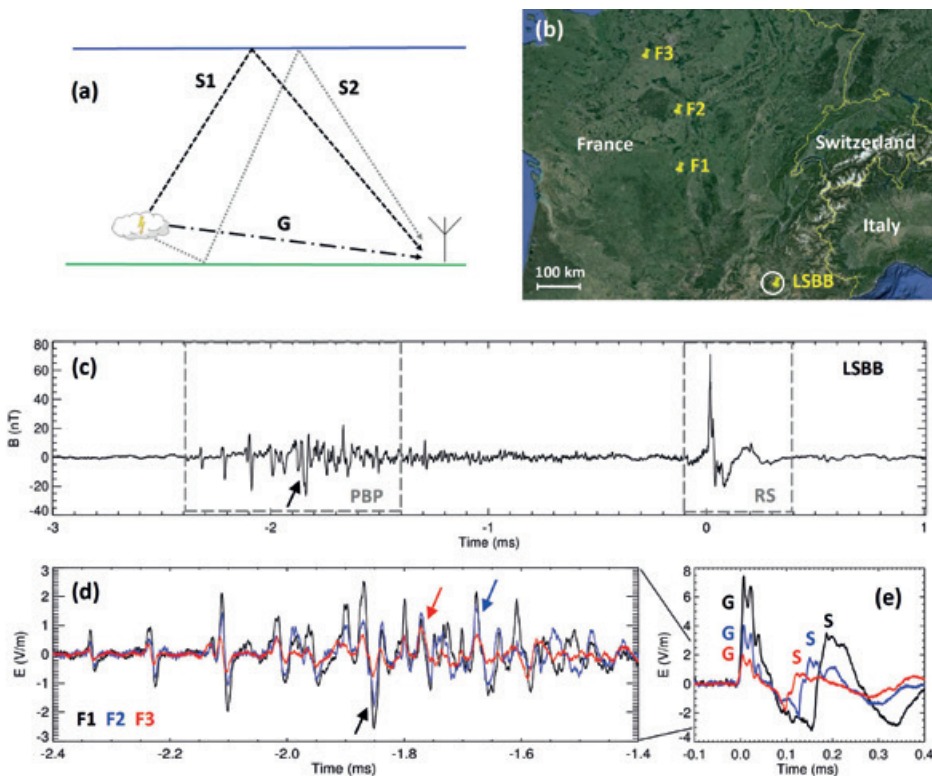 (a)
S1
S2
G
(b)
F3
F2
F1
France
Switzerland
Italy
LSBB
100 km
(c)
LSBB
B (nT)
80
60
40
20
0
-20
-40
PBP
RS
-3 -2 -1 0 1
Time (ms)
(d)
E (V/m)
3
2
1
0
-1
-2
-3
F1 F2 F3
-2.4 -2.2 -2.0 -1.8 -1.6 -1.4
Time (ms)
(e)
E (V/m)
8
6
4
2
0
-2
-4
G
G
G
S
S
S
-0.1 0.0 0.1 0.2 0.3 0.4
Time (ms)